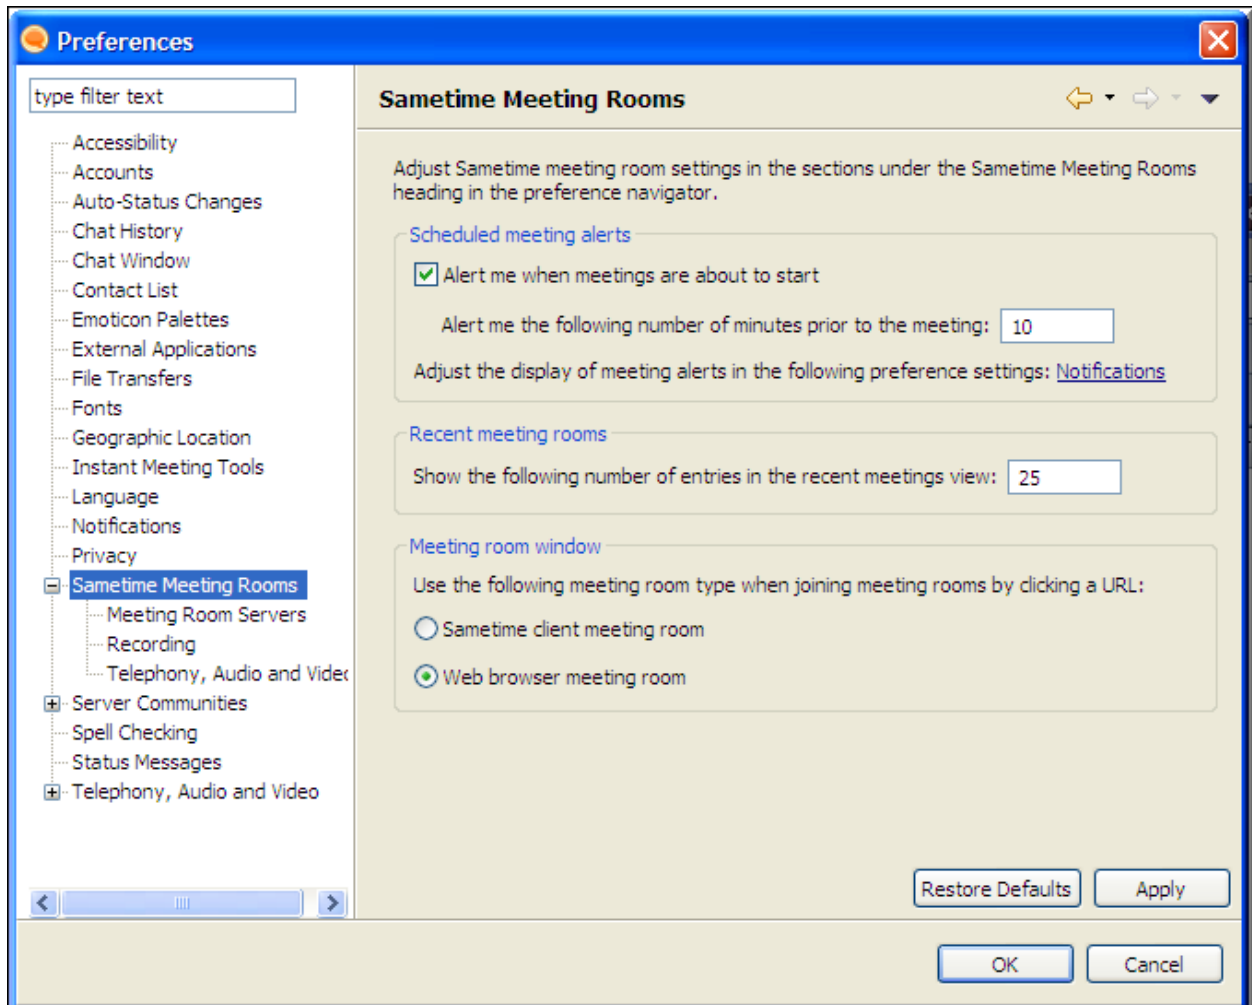 Preferences
type filter text
Accessibility
Accounts
Auto-Status Changes
Chat History
Chat Window
Contact List
Emoticon Palettes
External Applications
File Transfers
Fonts
Geographic Location
Instant Meeting Tools
Language
Notifications
Privacy
Sametime Meeting Rooms
Meeting Room Servers
Recording
Telephony, Audio and Videc
Server Communities
Spell Checking
Status Messages
Telephony, Audio and Video
Sametime Meeting Rooms
Adjust Sametime meeting room settings in the sections under the Sametime Meeting Rooms
heading in the preference navigator.
Scheduled meeting alerts
Alert me when meetings are about to start
Alert me the following number of minutes prior to the meeting: 10
Adjust the display of meeting alerts in the following preference settings: Notifications
Recent meeting rooms
Show the following number of entries in the recent meetings view: 25
Meeting room window
Use the following meeting room type when joining meeting rooms by clicking a URL:
Sametime client meeting room
Web browser meeting room
Restore Defaults
Apply
OK
Cancel